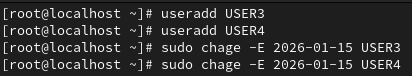 [root@localhost ~]# useradd USER3
[root@localhost ~]# useradd USER4
[root@localhost ~]# sudo chage -E 2026-01-15 USER3
[root@localhost ~]# sudo chage -E 2026-01-15 USER4